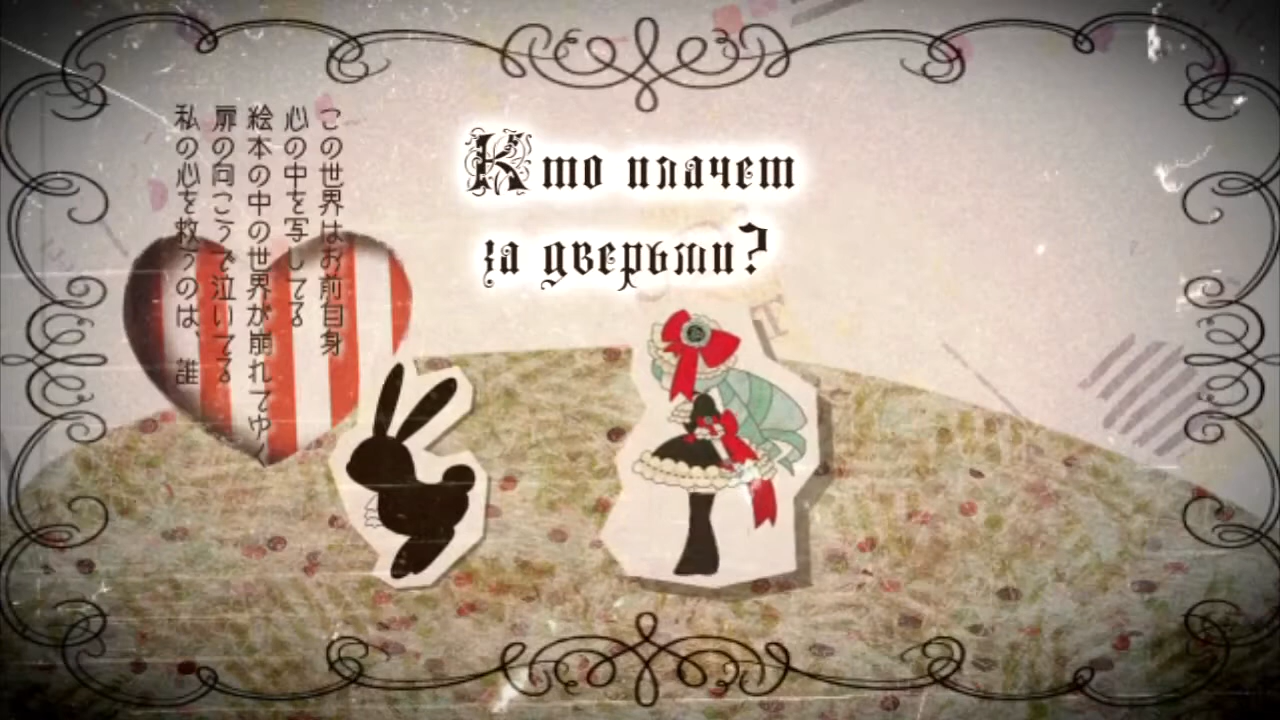 この世界はお前自身
心の中を写してる
絵本の中の世界が崩れてゆく
扉の向こうで泣いてる
私の心を救うのは、誰
Кто плачет
за дверьми?